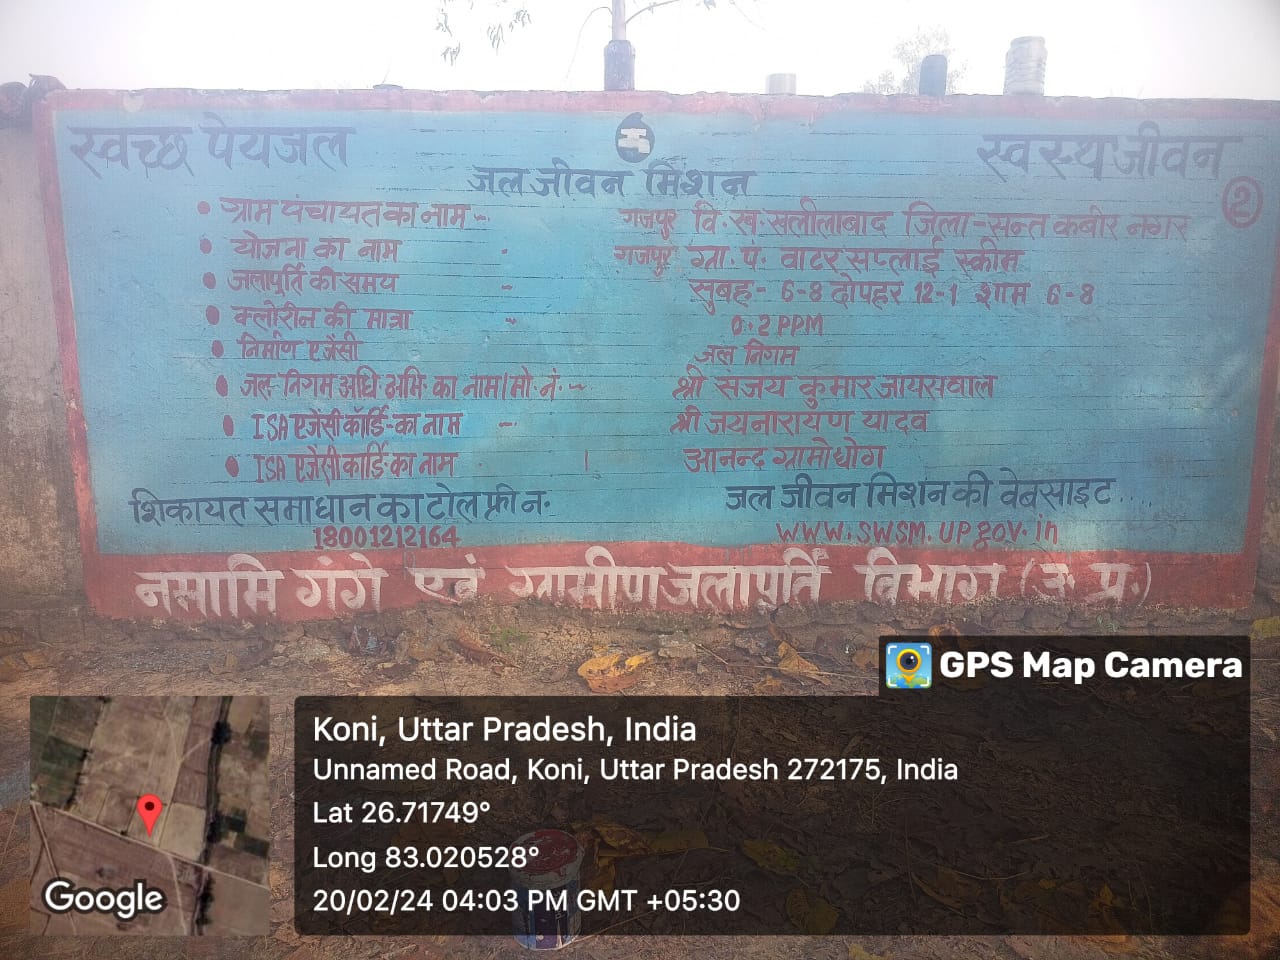 स्वच्छ पेयजल
स्वस्थ जीवन
जल जीवन मिशन
2
• ग्राम पंचायत का नाम -- गजपुर वि. ख. सलीलाबाद जिला - सन्त कबीर नगर
• योजना का नाम - गजपुर ग्रा. पं. वाटर सप्लाई स्कीम
• जलापुर्ति की समय -- सुबह - 6-8 दोपहर 12-1 शाम 6-8
• क्लोरीन की मात्रा -- 0.2 PPM
• निर्माण एजेंसी जल निगम
• जल. निगम अधि. अभि. का नाम/मो. नं. -- श्री संजय कुमार जायसवाल
• ISA एजेंसी कॉर्डि - का नाम -- श्री जयनारायण यादव
• ISA एजेंसी कार्डि - का नाम - आनन्द ग्रामोधोग
शिकायत समाधान का टोल फ्री न. जल जीवन मिशन की वेबसाइट....
18001212164 WWW.SWSM.UP gov.in
नमामि गंगे एवं ग्रामीण जलापुर्ति विभाग (उ. प्र.)
GPS Map Camera
Koni, Uttar Pradesh, India
Unnamed Road, Koni, Uttar Pradesh 272175, India
Lat 26.71749°
Long 83.020528°
20/02/24 04:03 PM GMT +05:30
Google